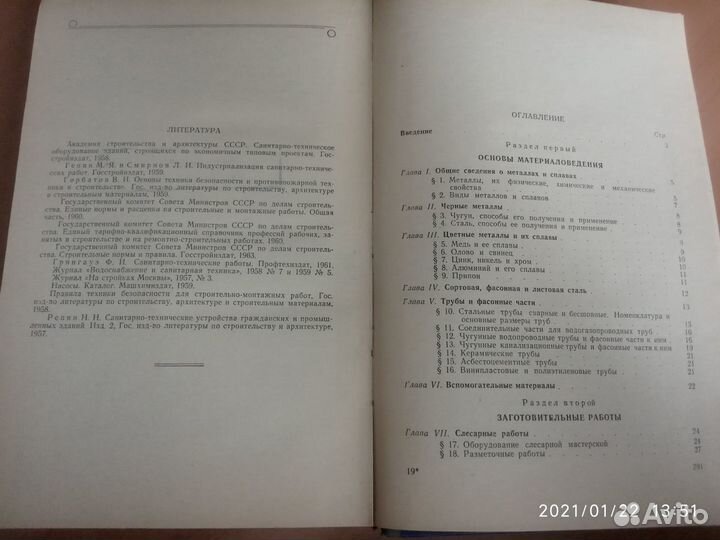 ЛИТЕРАТУРА
Академия строительства и архитектуры СССР. Санитарно-техническое
оборудование зданий, строящихся по экономичным типовым проектам. Гос-
стройиздат, 1958.
Генин М. Я. и Смирнов Л. И. Индустриализация санитарно-техничес-
ких работ. Госстройиздат, 1959.
Горбатов В. П. Основы техники безопасности и противопожарной техни-
ки в строительстве. Гос. изд-во литературы по строительству, архитектуре
и строительным материалам, 1959.
Государственный комитет Совета Министров СССР по делам строитель-
ства. Единые нормы и расценки на строительные и монтажные работы. Общая
часть, 1960.
Государственный комитет Совета Министров СССР по делам строитель-
ства. Единый тарифно-квалификационный справочник профессий рабочих, за-
нятых в строительстве и на ремонтно-строительных работах. 1960.
Государственный комитет Совета Министров СССР по делам строитель-
ства. Строительные нормы и правила. Госстройиздат, 1963.
Грингауз Ф. И. Санитарно-технические работы. Профтехиздат, 1961.
Журнал «Водоснабжение и санитарная техника», 1958 № 7 и 1959 № 5.
Журнал «На стройках Москвы», 1957, № 3.
Насосы. Каталог. Машхимиздат, 1959.
Правила техники безопасности для строительно-монтажных работ, Гос.
изд-во литературы по строительству, архитектуре и строительным материалам,
1958.
Репин Н. Н. Санитарно-технические устройства гражданских и промыш-
ленных зданий Изд. 2, Гос. изд-во литературы по строительству и архитектуре,
1957.
ОГЛАВЛЕНИЕ
Стр
Введение . . . 3
Раздел первый
ОСНОВЫ МАТЕРИАЛОВЕДЕНИЯ
Глава I. Общие сведения о металлах и сплавах . . . 5
§ 1. Металлы, их физические, химические и механические
свойства . . . 5
§ 2. Виды металлов и сплавов . . . 7
Глава II. Черные металлы . . . 8
§ 3. Чугун, способы его получения и применение . . . 8
§ 4. Сталь, способы ее получения и применение . . . 8
Глава III. Цветные металлы и их сплавы . . . 9
§ 5. Медь и ее сплавы . . . 9
§ 6. Олово и свинец . . . 10
§ 7. Цинк, никель и хром . . . 10
§ 8. Алюминий и его сплавы . . . 11
§ 9. Припои . . . 11
Глава IV. Сортовая, фасонная и листовая сталь . . . 12
Глава V. Трубы и фасонные части . . . 13
§ 10. Стальные трубы сварные и бесшовные. Номенклатура и
основные размеры труб . . . 13
§ 11. Соединительные части для водогазопроводных труб . . . 15
§ 12. Чугунные водопроводные трубы и фасонные части к ним . . . 16
§ 13. Чугунные канализационные трубы и фасонные части к ним . . . 19
§ 14. Керамические трубы . . . 21
§ 15. Асбестоцементные трубы . . . 21
§ 16. Винипластовые и полиэтиленовые трубы . . . 21
Глава VI. Вспомогательные материалы . . . 22
Раздел второй
ЗАГОТОВИТЕЛЬНЫЕ РАБОТЫ
Глава VII. Слесарные работы . . . 24
§ 17. Оборудование слесарной мастерской . . . 24
§ 18. Разметочные работы . . . 27
19* 291
2021/01/22 13:51
Avito